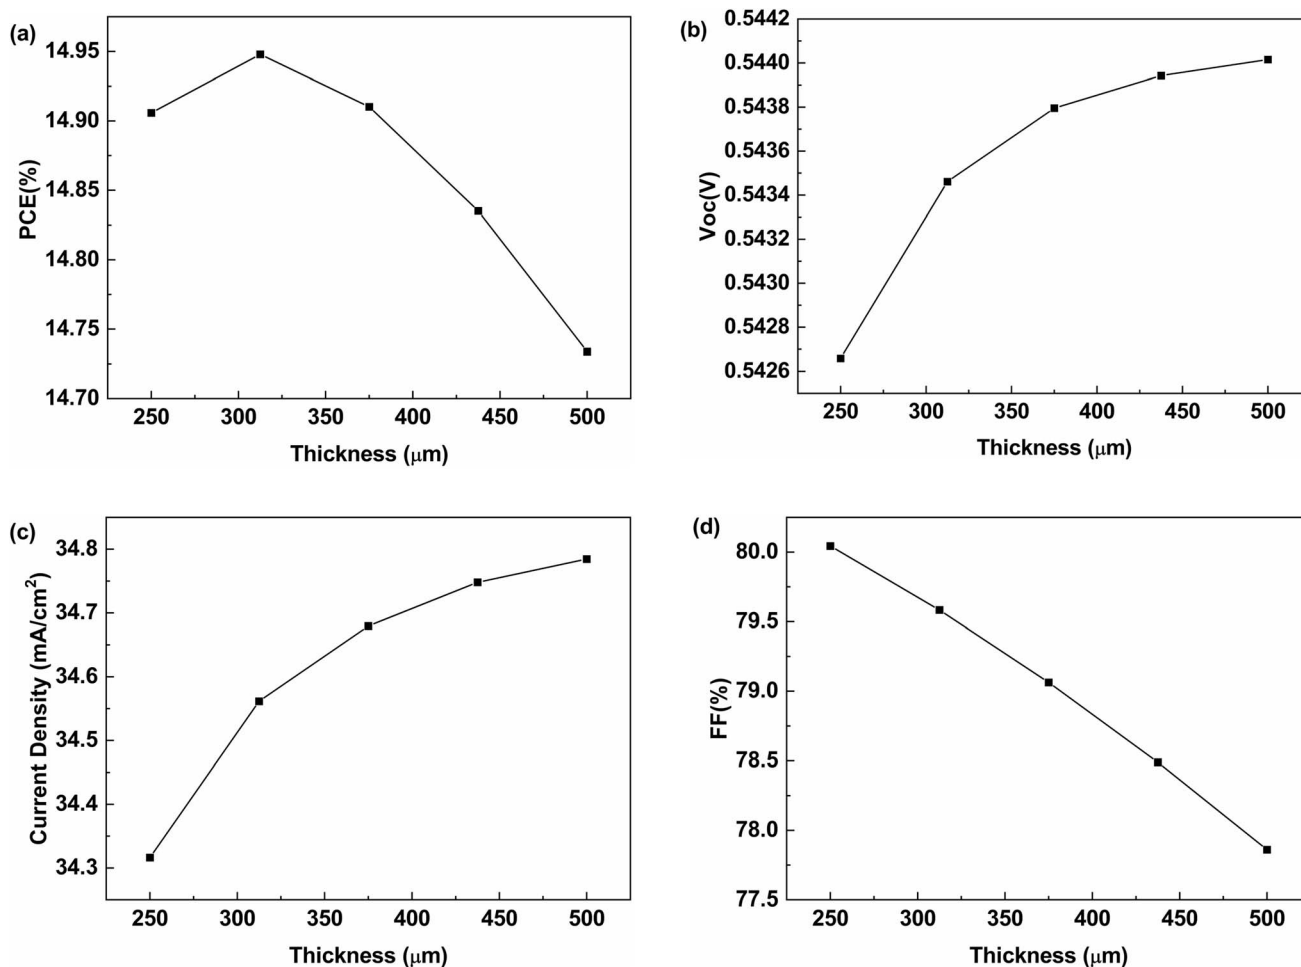 (a)
PCE(%)
14.95
14.90
14.85
14.80
14.75
14.70
250 300 350 400 450 500
Thickness (μm)
(b)
Voc(V)
0.5442
0.5440
0.5438
0.5436
0.5434
0.5432
0.5430
0.5428
0.5426
250 300 350 400 450 500
Thickness (μm)
(c)
Current Density (mA/cm²)
34.8
34.7
34.6
34.5
34.4
34.3
250 300 350 400 450 500
Thickness (μm)
(d)
FF(%)
80.0
79.5
79.0
78.5
78.0
77.5
250 300 350 400 450 500
Thickness (μm)